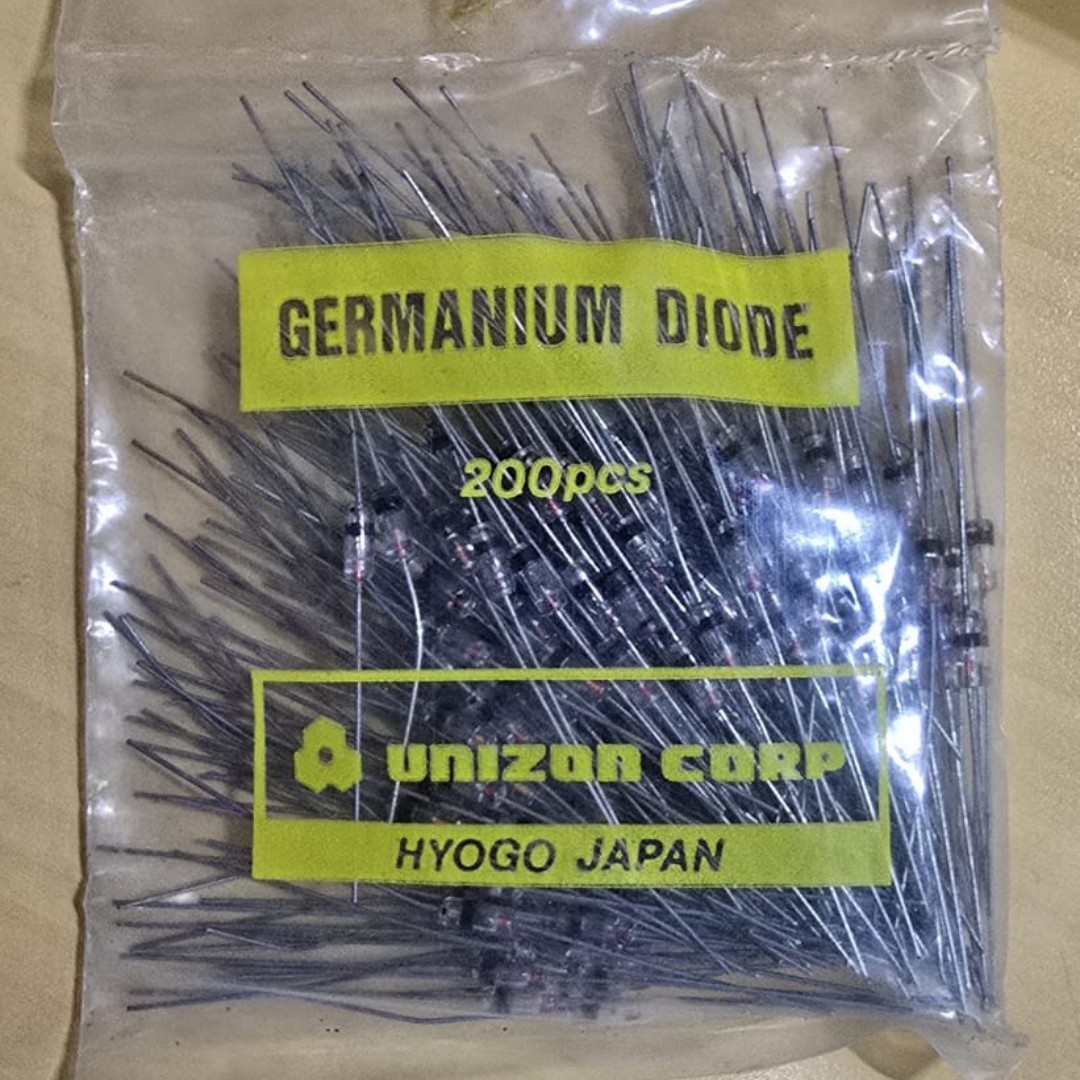 GERMANIUM DIODE
200pcs
UNIZON CORP
HYOGO JAPAN